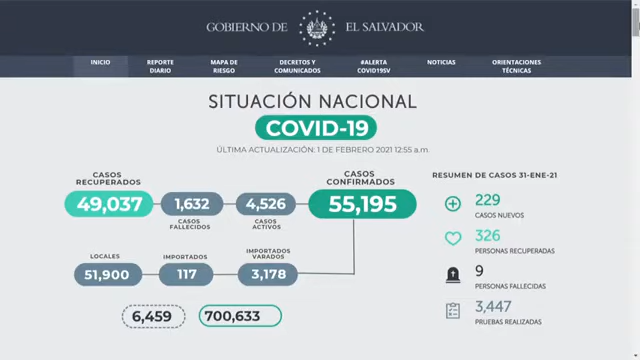 GOBIERNO DE EL SALVADOR
INICIO
REPORTE
DIARIO
MAPA DE
RIESGO
DECRETOS Y
COMUNICADOS
#ALERTA
COVID19SV
NOTICIAS
ORIENTACIONES
TÉCNICAS
SITUACIÓN NACIONAL
COVID-19
ÚLTIMA ACTUALIZACIÓN: 1 DE FEBRERO 2021 12:55 a.m.
CASOS
RECUPERADOS
49,037
1,632
CASOS
FALLECIDOS
4,526
CASOS
ACTIVOS
CASOS
CONFIRMADOS
55,195
LOCALES
51,900
IMPORTADOS
117
IMPORTADOS
VARADOS
3,178
6,459
700,633
RESUMEN DE CASOS 31-ENE-21
229
CASOS NUEVOS
326
PERSONAS RECUPERADAS
9
PERSONAS FALLECIDAS
3,447
PRUEBAS REALIZADAS